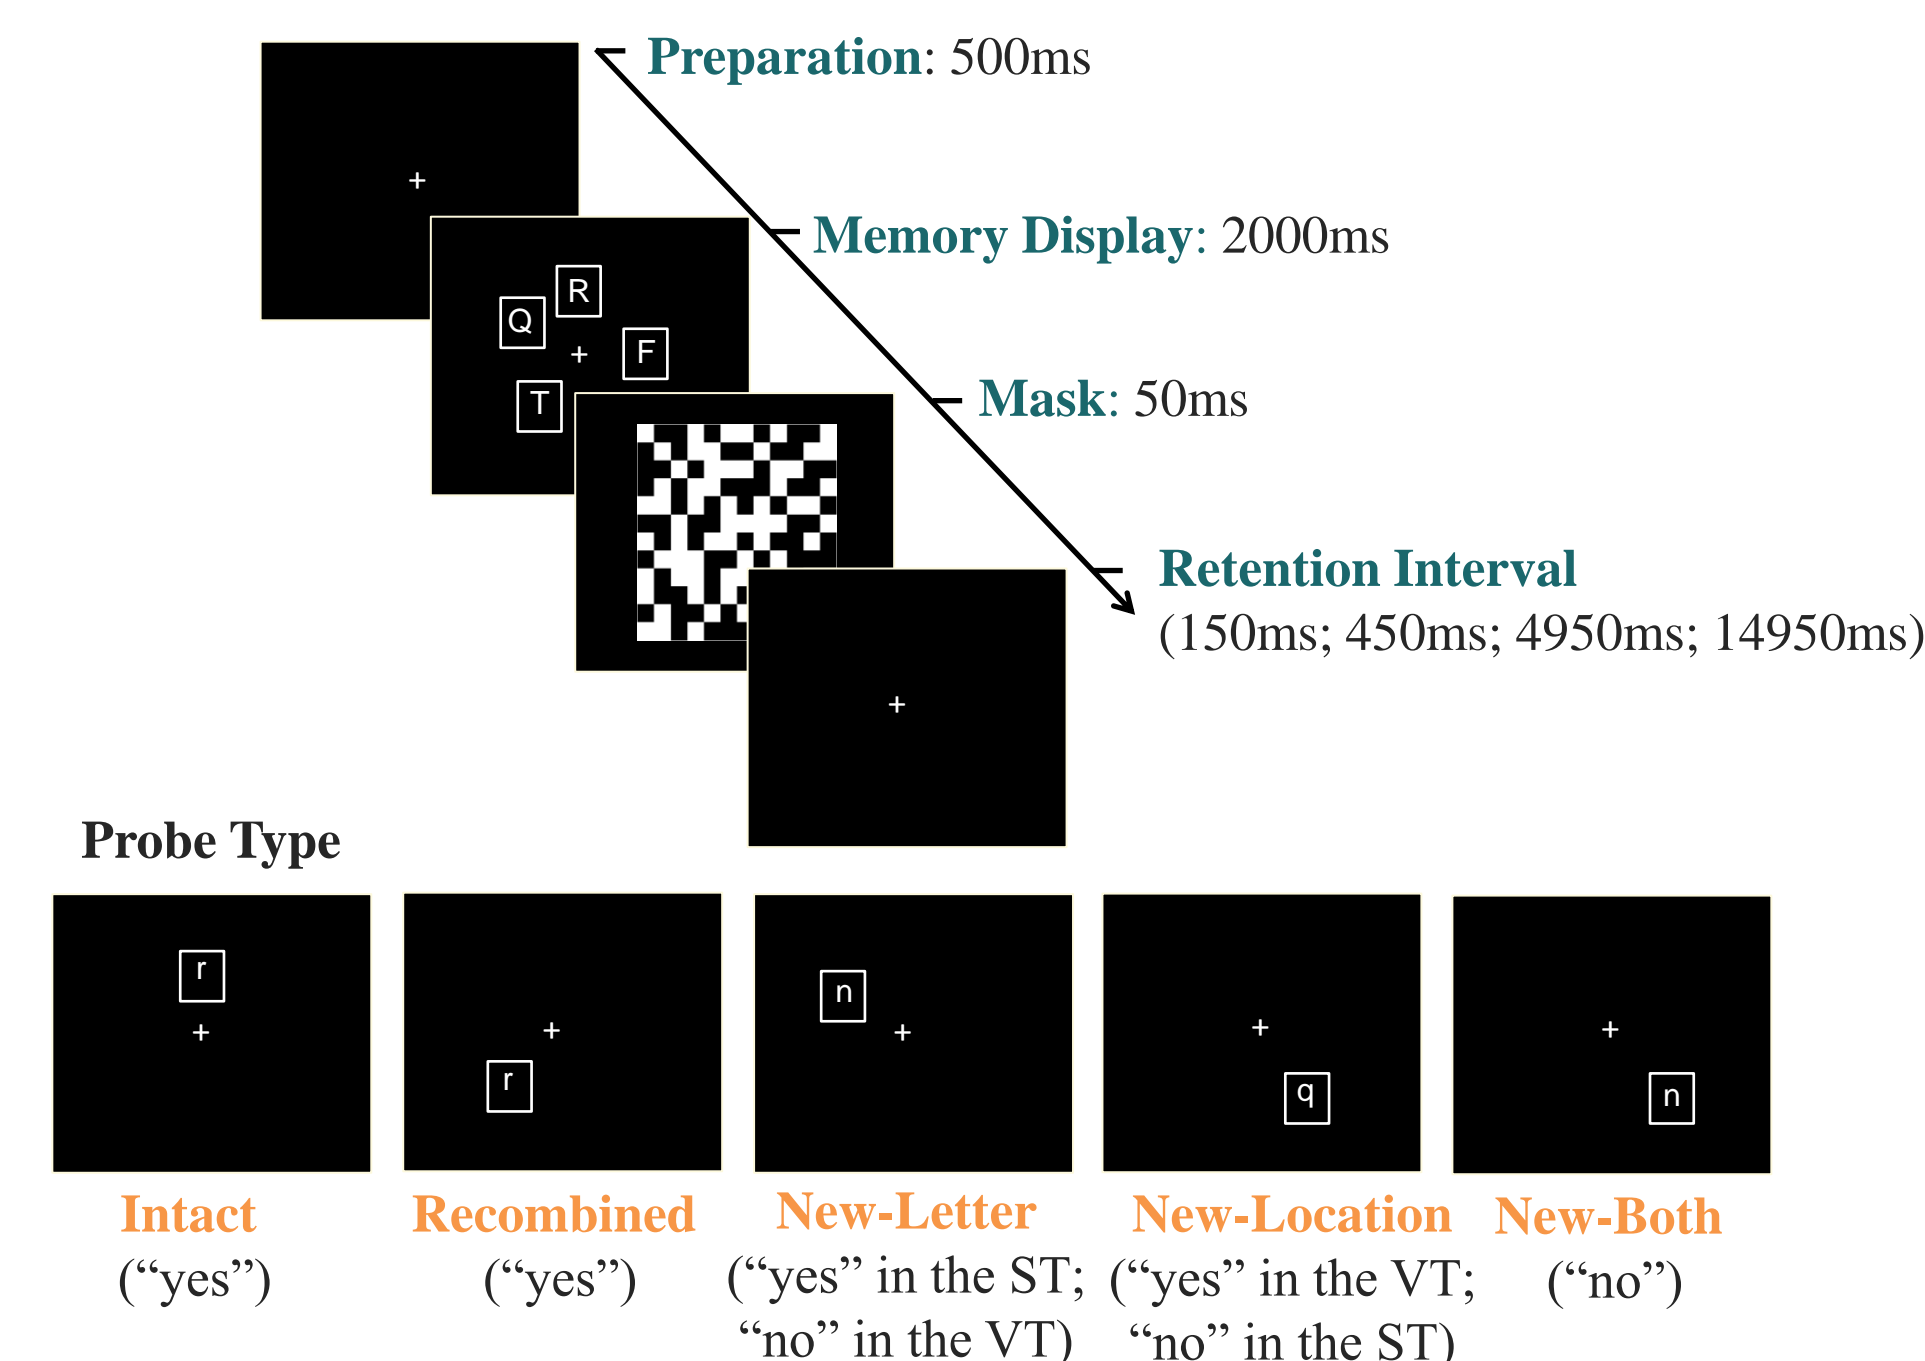 Preparation: 500ms
+
Memory Display: 2000ms
R
Q
+
F
T
Mask: 50ms
Retention Interval
(150ms; 450ms; 4950ms; 14950ms)
+
Probe Type
r
+
+
r
n
+
+
q
+
n
Intact
("yes")
Recombined
("yes")
New-Letter
(“yes” in the ST;
“no” in the VT)
New-Location
(“yes” in the VT;
“no” in the ST)
New-Both
(“no”)